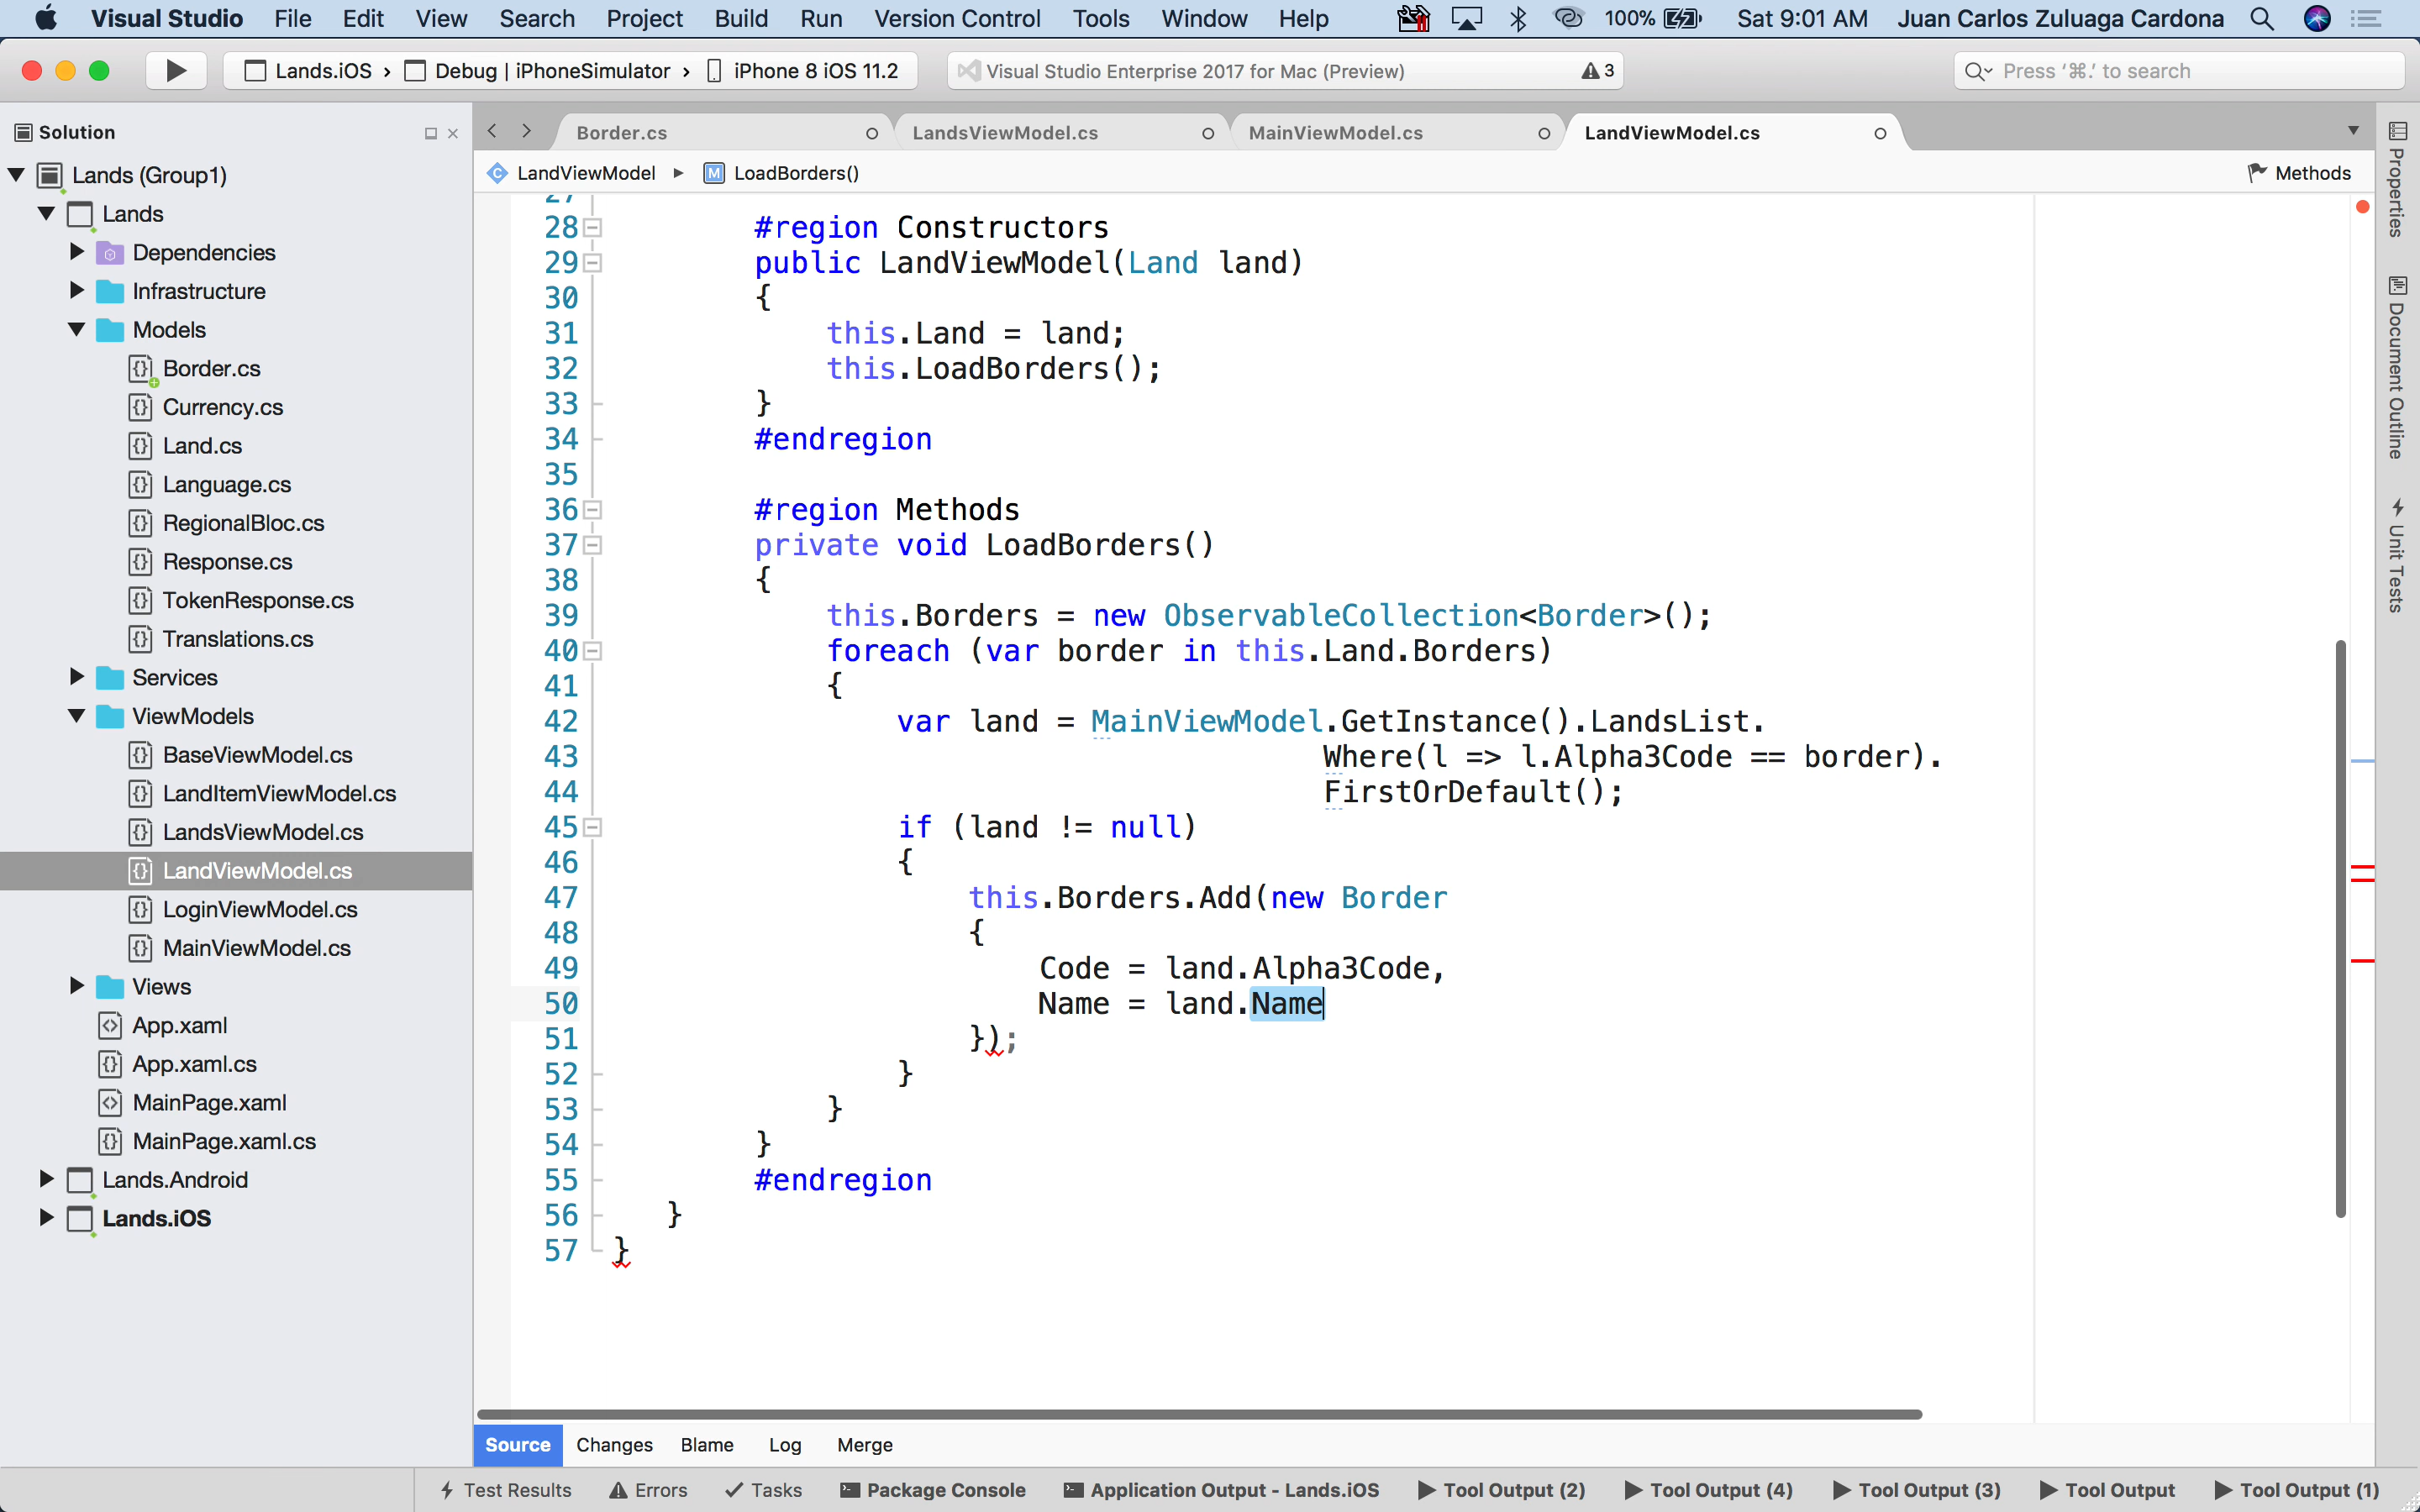 Visual Studio File Edit View Search Project Build Run Version Control Tools Window Help 100% Sat 9:01 AM Juan Carlos Zuluaga Cardona
Lands.iOS › Debug | iPhoneSimulator › iPhone 8 iOS 11.2
Visual Studio Enterprise 2017 for Mac (Preview) 3
Press ‘⌘.’ to search
Solution
Lands (Group1)
Lands
Dependencies
Infrastructure
Models
Border.cs
Currency.cs
Land.cs
Language.cs
RegionalBloc.cs
Response.cs
TokenResponse.cs
Translations.cs
Services
ViewModels
BaseViewModel.cs
LandItemViewModel.cs
LandsViewModel.cs
LandViewModel.cs
LoginViewModel.cs
MainViewModel.cs
Views
App.xaml
App.xaml.cs
MainPage.xaml
MainPage.xaml.cs
Lands.Android
Lands.iOS
Border.cs LandsViewModel.cs MainViewModel.cs LandViewModel.cs
LandViewModel LoadBorders() Methods
27
28 #region Constructors
29 public LandViewModel(Land land)
30 {
31 this.Land = land;
32 this.LoadBorders();
33 }
34 #endregion
35
36 #region Methods
37 private void LoadBorders()
38 {
39 this.Borders = new ObservableCollection<Border>();
40 foreach (var border in this.Land.Borders)
41 {
42 var land = MainViewModel.GetInstance().LandsList.
43 Where(l => l.Alpha3Code == border).
44 FirstOrDefault();
45 if (land != null)
46 {
47 this.Borders.Add(new Border
48 {
49 Code = land.Alpha3Code,
50 Name = land.Name
51 });
52 }
53 }
54 }
55 #endregion
56 }
57 }
Source Changes Blame Log Merge
Test Results Errors Tasks Package Console Application Output - Lands.iOS Tool Output (2) Tool Output (4) Tool Output (3) Tool Output Tool Output (1)
Properties
Document Outline
Unit Tests